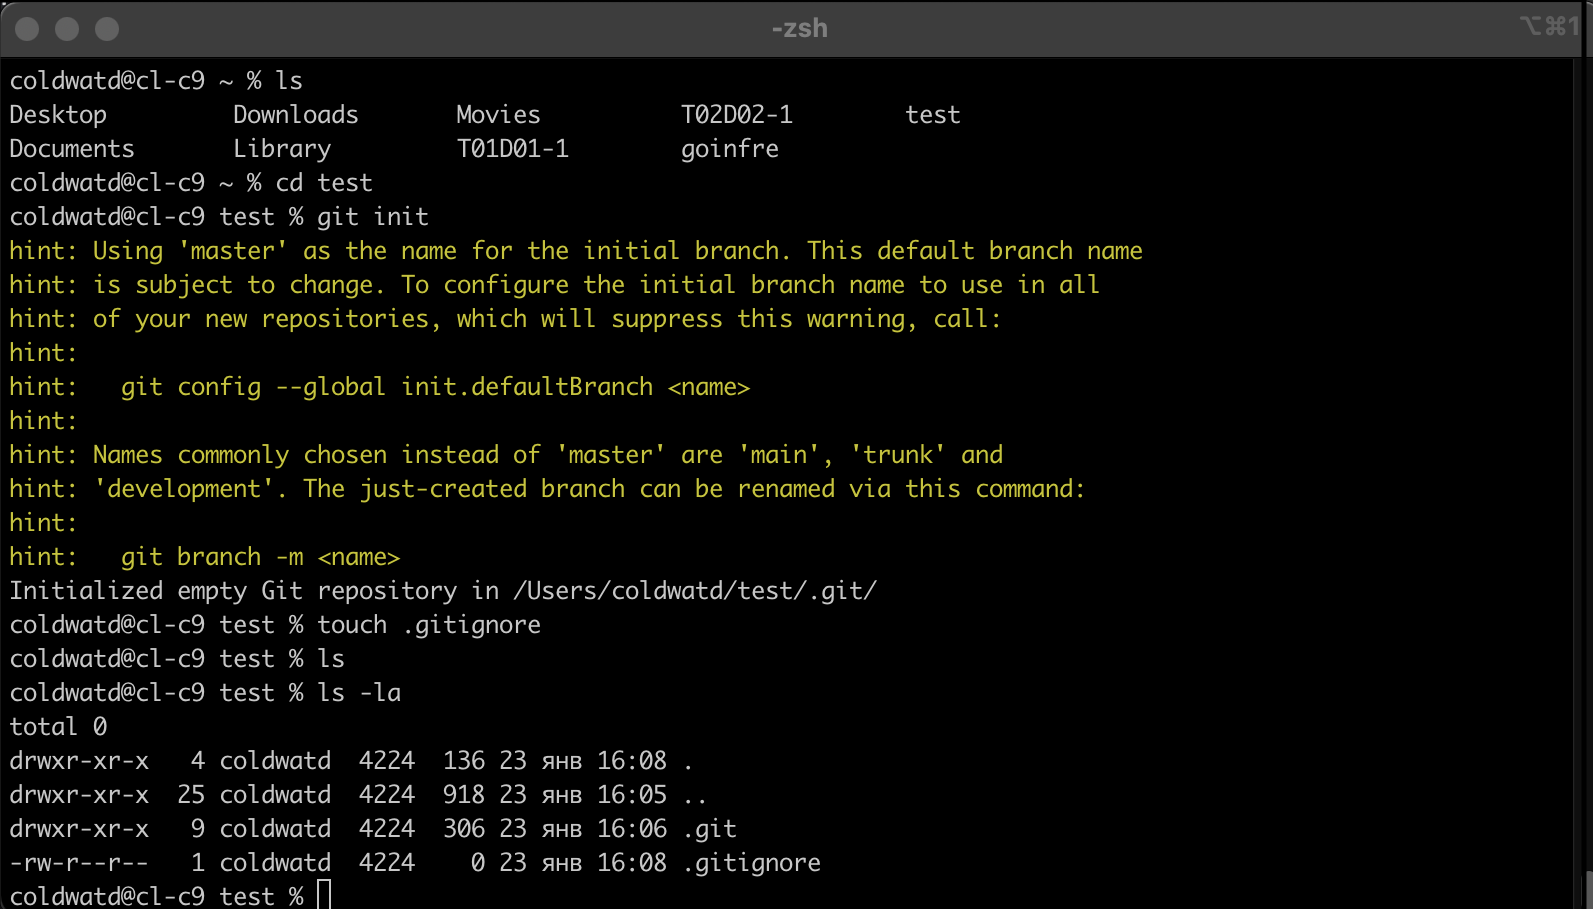 -zsh
⌥⌘1
coldwatd@cl-c9 ~ % ls
Desktop Downloads Movies T02D02-1 test
Documents Library T01D01-1 goinfre
coldwatd@cl-c9 ~ % cd test
coldwatd@cl-c9 test % git init
hint: Using 'master' as the name for the initial branch. This default branch name
hint: is subject to change. To configure the initial branch name to use in all
hint: of your new repositories, which will suppress this warning, call:
hint:
hint:   git config --global init.defaultBranch <name>
hint:
hint: Names commonly chosen instead of 'master' are 'main', 'trunk' and
hint: 'development'. The just-created branch can be renamed via this command:
hint:
hint:   git branch -m <name>
Initialized empty Git repository in /Users/coldwatd/test/.git/
coldwatd@cl-c9 test % touch .gitignore
coldwatd@cl-c9 test % ls
coldwatd@cl-c9 test % ls -la
total 0
drwxr-xr-x   4 coldwatd  4224  136 23 янв 16:08 .
drwxr-xr-x  25 coldwatd  4224  918 23 янв 16:05 ..
drwxr-xr-x   9 coldwatd  4224  306 23 янв 16:06 .git
-rw-r--r--   1 coldwatd  4224    0 23 янв 16:08 .gitignore
coldwatd@cl-c9 test %